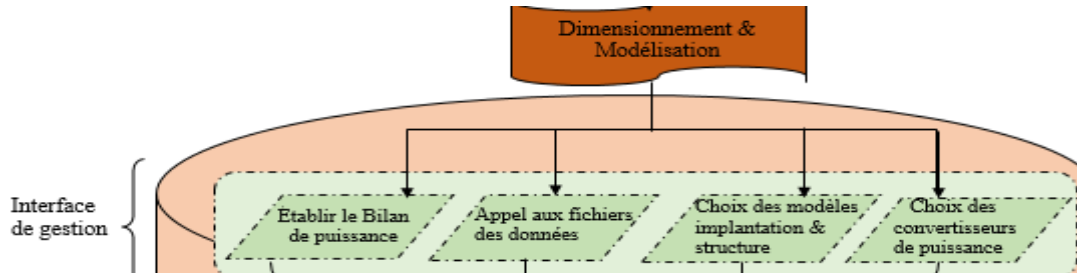 Dimensionnement &
Modélisation
Interface
de gestion
Etablir le Bilan
de puissance
Appel aux fichiers
des données
Choix des modèles
implantation &
structure
Choix des
convertisseurs
de puissance